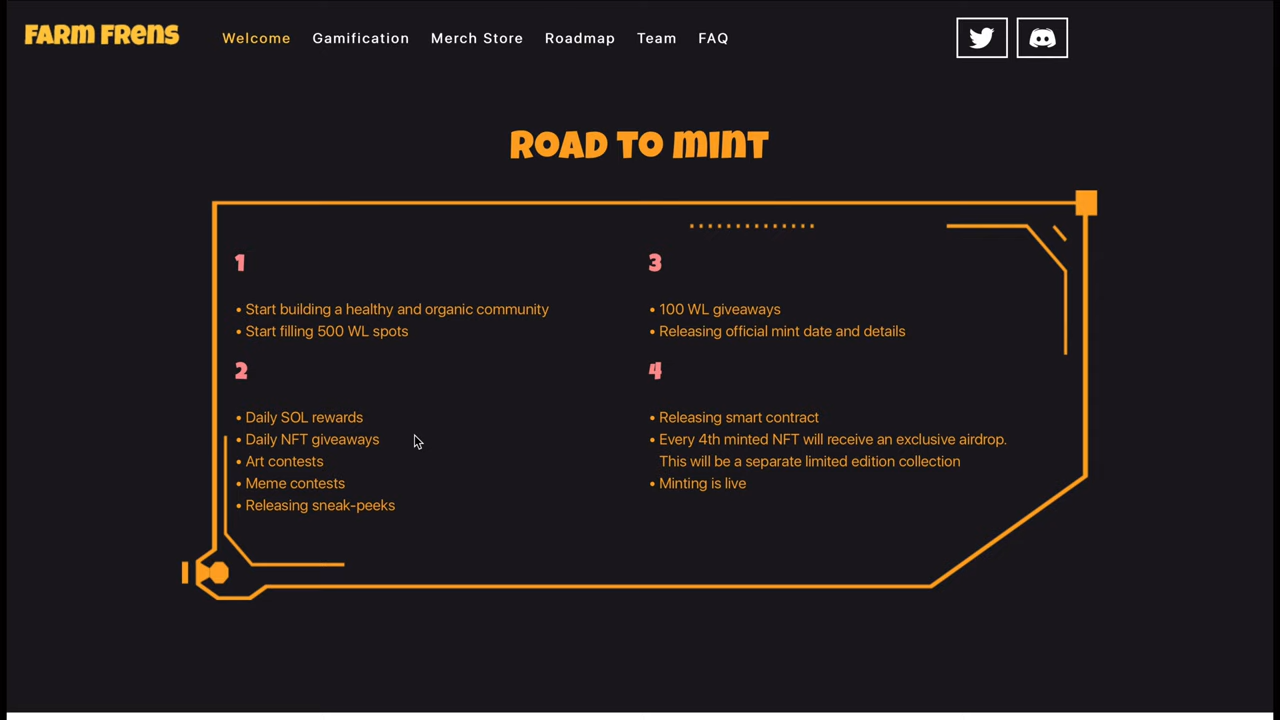 FARM FRENS
Welcome Gamification Merch Store Roadmap Team FAQ
ROAD TO MINT
1
• Start building a healthy and organic community
• Start filling 500 WL spots
2
• Daily SOL rewards
• Daily NFT giveaways
• Art contests
• Meme contests
• Releasing sneak-peeks
3
• 100 WL giveaways
• Releasing official mint date and details
4
• Releasing smart contract
• Every 4th minted NFT will receive an exclusive airdrop.
This will be a separate limited edition collection
• Minting is live